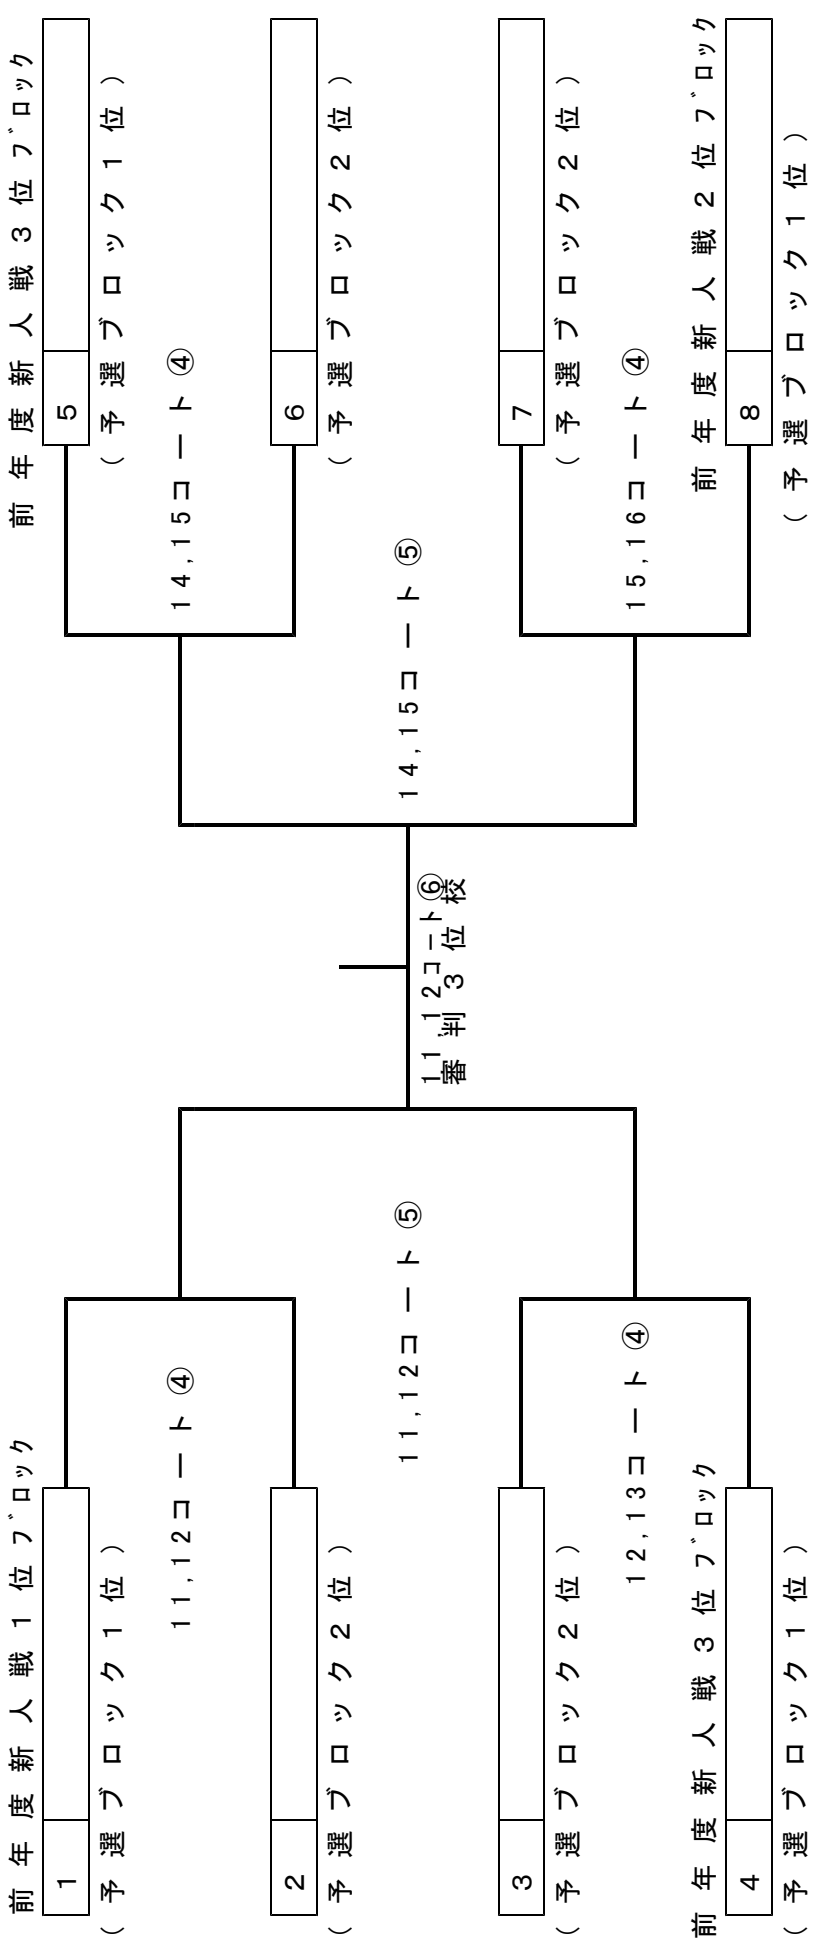 前年度新人戦1位ブロック
1
(予選ブロック1位)
11,12コート④
2
(予選ブロック2位)
11,12コート⑤
3
(予選ブロック2位)
12,13コート④
前年度新人戦3位ブロック
4
(予選ブロック1位)
11,12コート⑥
審判3位校
前年度新人戦3位ブロック
5
(予選ブロック1位)
14,15コート④
6
(予選ブロック2位)
14,15コート⑤
7
(予選ブロック2位)
15,16コート④
前年度新人戦2位ブロック
8
(予選ブロック1位)